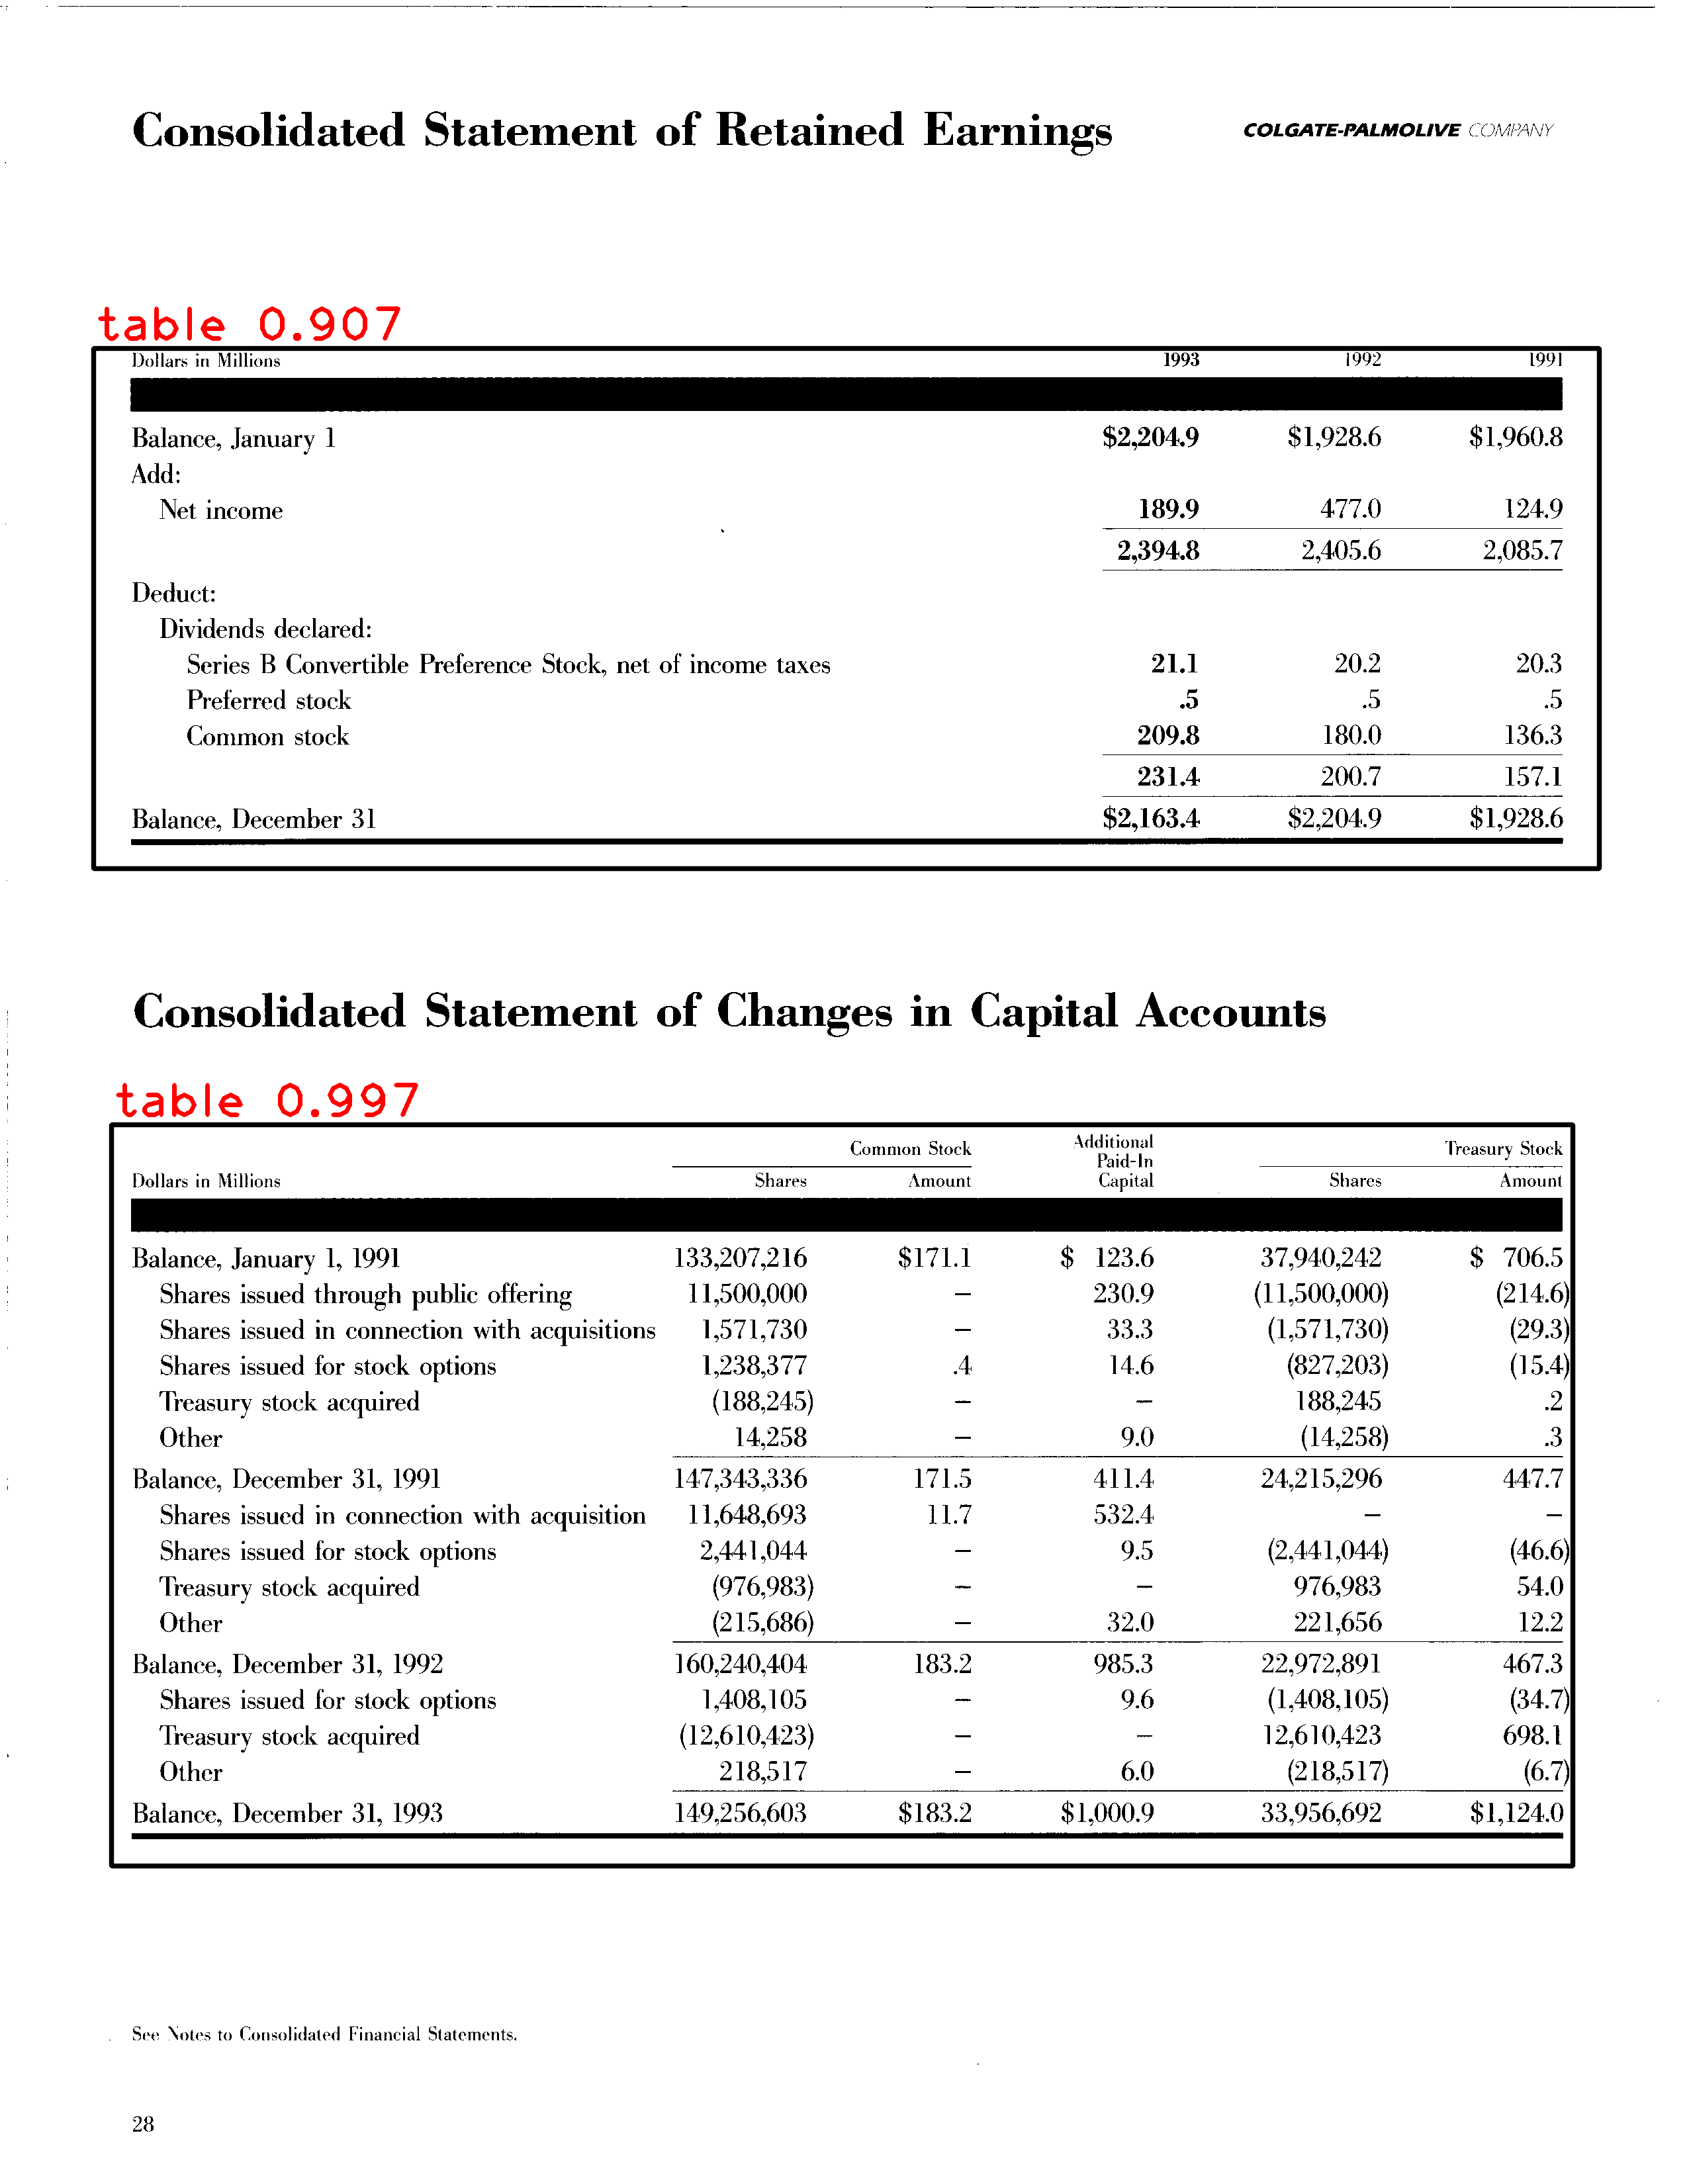 Consolidated Statement of Retained Earnings COLGATE-PALMOLIVE COMPANY
table 0.907
Dollars in Millions 1993 1992 1991
Balance, January 1 $2,204.9 $1,928.6 $1,960.8
Add:
Net income 189.9 477.0 124.9
2,394.8 2,405.6 2,085.7
Deduct:
Dividends declared:
Series B Convertible Preference Stock, net of income taxes 21.1 20.2 20.3
Preferred stock .5 .5 .5
Common stock 209.8 180.0 136.3
231.4 200.7 157.1
Balance, December 31 $2,163.4 $2,204.9 $1,928.6
Consolidated Statement of Changes in Capital Accounts
table 0.997
Common Stock Additional Paid-In Capital Treasury Stock
Dollars in Millions Shares Amount Shares Amount
Balance, January 1, 1991 133,207,216 $171.1 $ 123.6 37,940,242 $ 706.5
Shares issued through public offering 11,500,000 – 230.9 (11,500,000) (214.6)
Shares issued in connection with acquisitions 1,571,730 – 33.3 (1,571,730) (29.3)
Shares issued for stock options 1,238,377 .4 14.6 (827,203) (15.4)
Treasury stock acquired (188,245) – – 188,245 .2
Other 14,258 – 9.0 (14,258) .3
Balance, December 31, 1991 147,343,336 171.5 411.4 24,215,296 447.7
Shares issued in connection with acquisition 11,648,693 11.7 532.4 – –
Shares issued for stock options 2,441,044 – 9.5 (2,441,044) (46.6)
Treasury stock acquired (976,983) – – 976,983 54.0
Other (215,686) – 32.0 221,656 12.2
Balance, December 31, 1992 160,240,404 183.2 985.3 22,972,891 467.3
Shares issued for stock options 1,408,105 – 9.6 (1,408,105) (34.7)
Treasury stock acquired (12,610,423) – – 12,610,423 698.1
Other 218,517 – 6.0 (218,517) (6.7)
Balance, December 31, 1993 149,256,603 $183.2 $1,000.9 33,956,692 $1,124.0
See Notes to Consolidated Financial Statements.
28